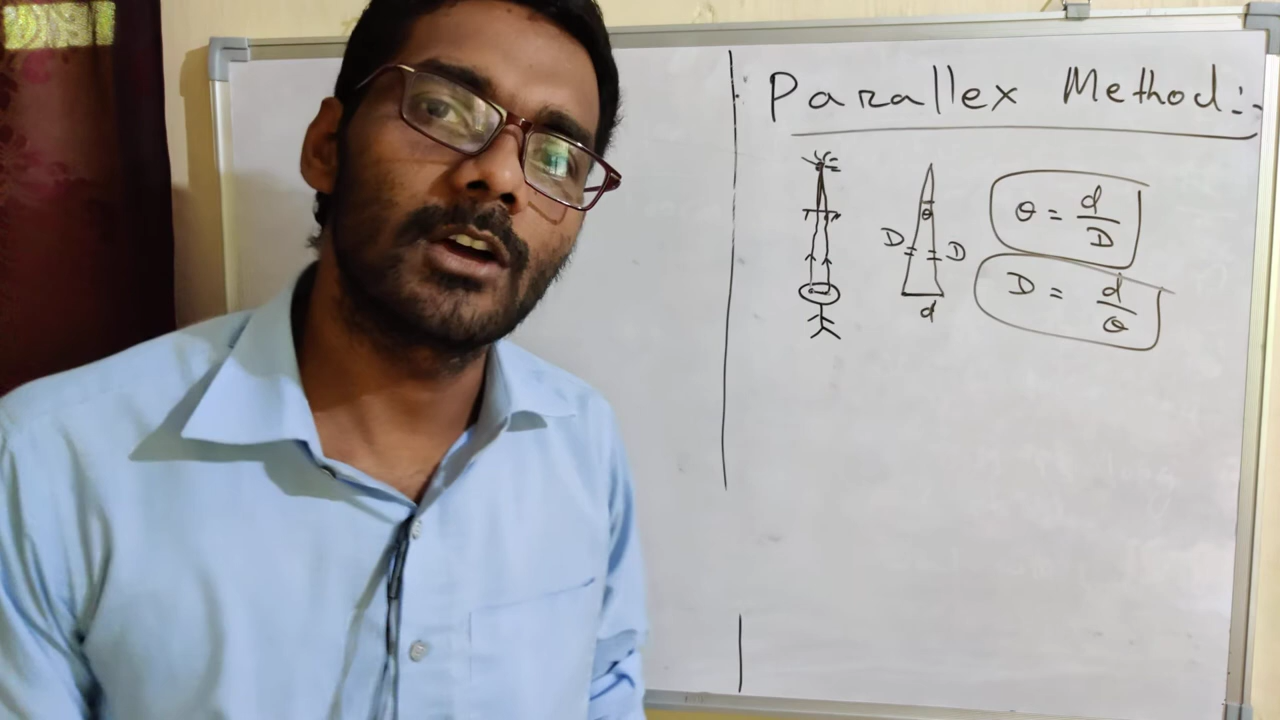 Parallex Method :-
θ
D
D
d
θ = d/D
D = d/θ